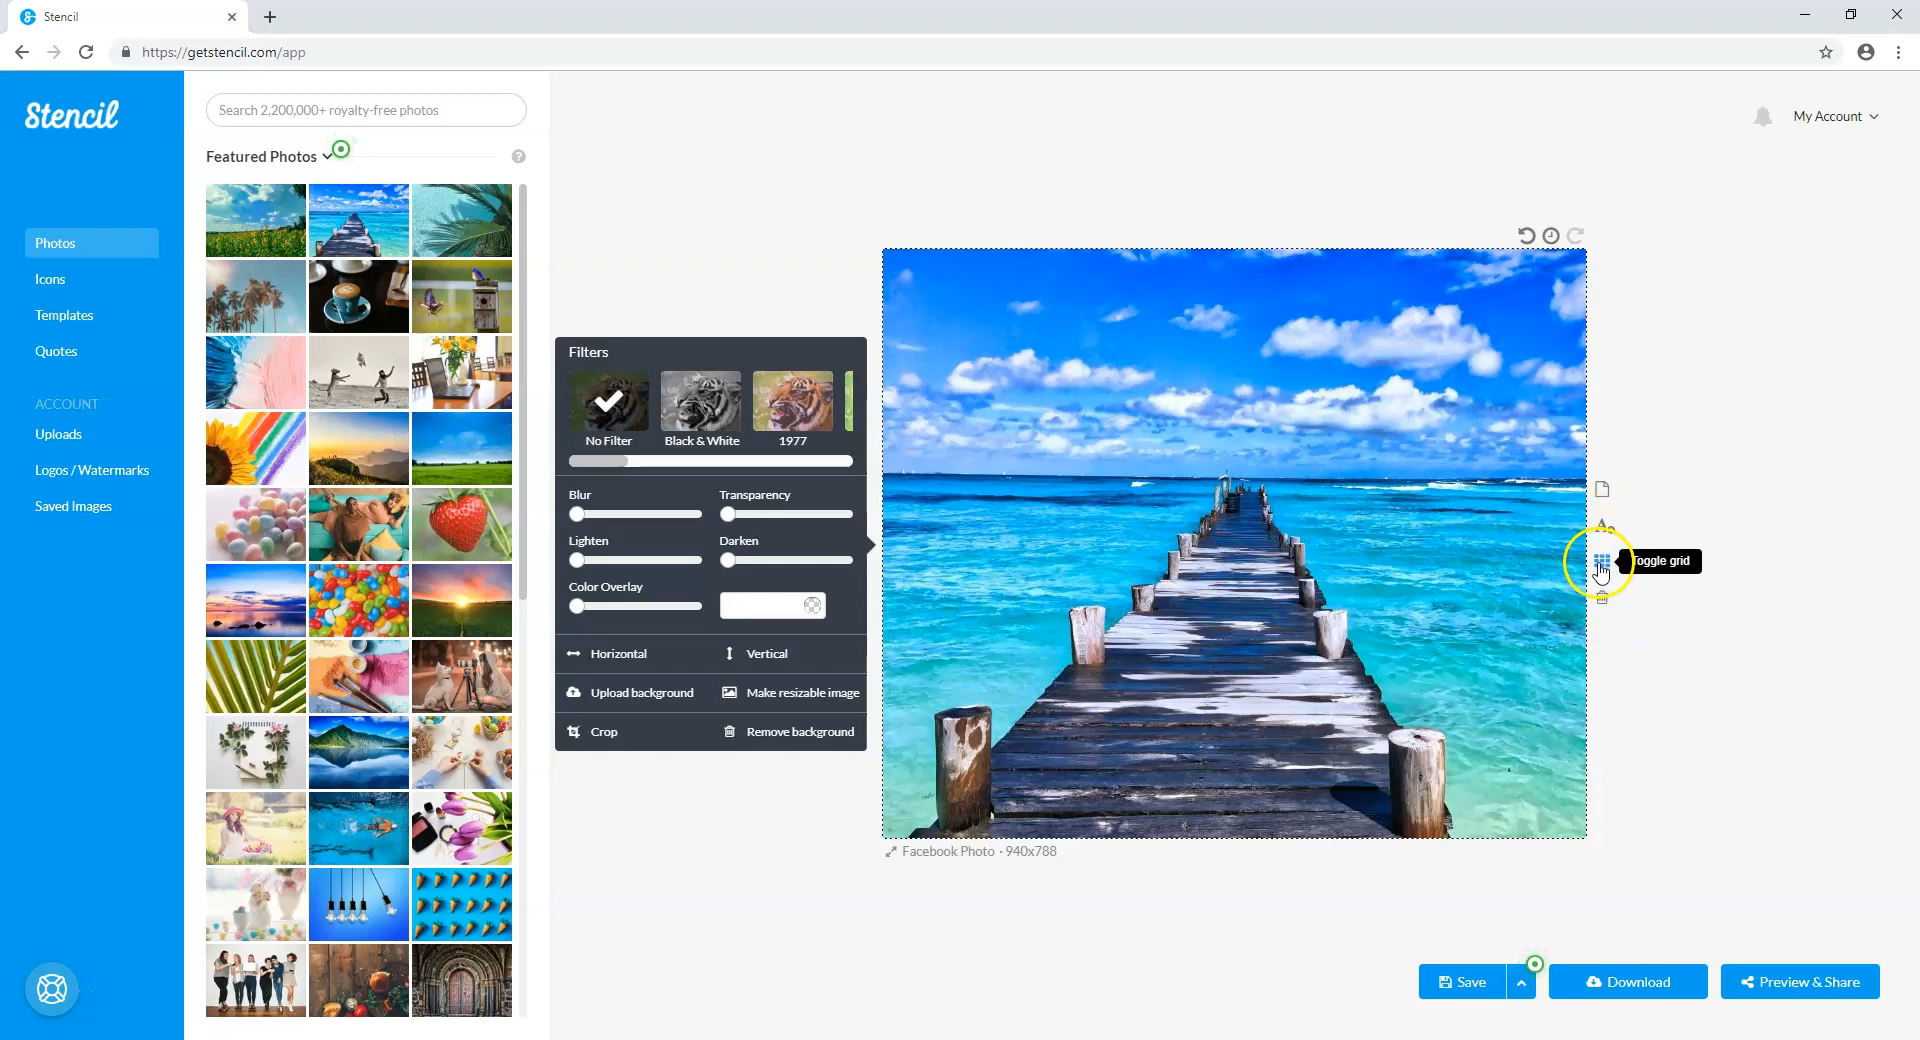 Stencil
https://getstencil.com/app
Stencil
Search 2,200,000+ royalty-free photos
My Account
Featured Photos
?
Photos
Icons
Templates
Quotes
ACCOUNT
Uploads
Logos / Watermarks
Saved Images
Filters
No Filter
Black & White
1977
Blur
Transparency
Lighten
Darken
Color Overlay
Horizontal
Vertical
Upload background
Make resizable image
Crop
Remove background
Toggle grid
Facebook Photo · 940x788
Save
Download
Preview & Share